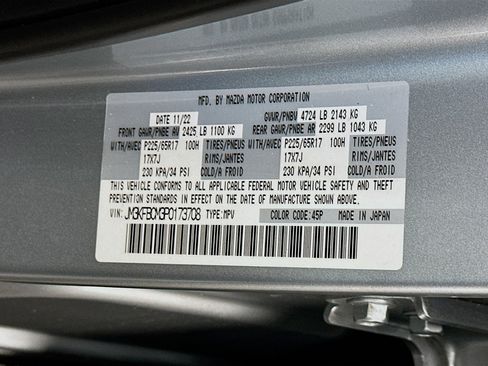 MFD. BY MAZDA MOTOR CORPORATION
DATE 11/22 GVWR/PNBV 4724 LB 2143 KG
FRONT GAWR/PNBE AV 2425 LB 1100 KG REAR GAWR/PNBE AR 2299 LB 1043 KG
WITH/AVEC P225/65R17 100H TIRES/PNEUS WITH/AVEC P225/65R17 100H TIRES/PNEUS
17X7J RIMS/JANTES 17X7J RIMS/JANTES
230 KPA/34 PSI COLD/A FROID 230 KPA/34 PSI COLD/A FROID
THIS VEHICLE CONFORMS TO ALL APPLICABLE FEDERAL MOTOR VEHICLE SAFETY AND THEFT
PREVENTION STANDARDS IN EFFECT ON THE DATE OF MANUFACTURE SHOWN ABOVE.
VIN: JM3KFBCM3P0173708 TYPE:MPV COLOR CODE:45P MADE IN JAPAN